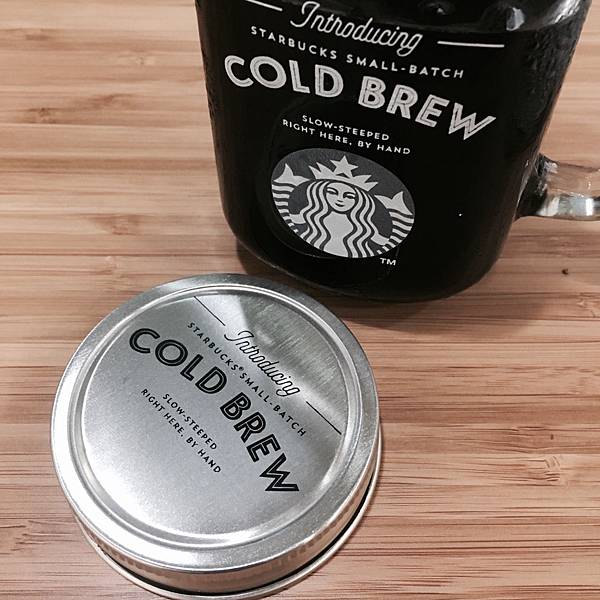 Introducing
STARBUCKS SMALL-BATCH
COLD BREW
SLOW-STEEPED
RIGHT HERE, BY HAND
TM
Introducing
STARBUCKS® SMALL-BATCH
COLD BREW
SLOW-STEEPED
RIGHT HERE, BY HAND